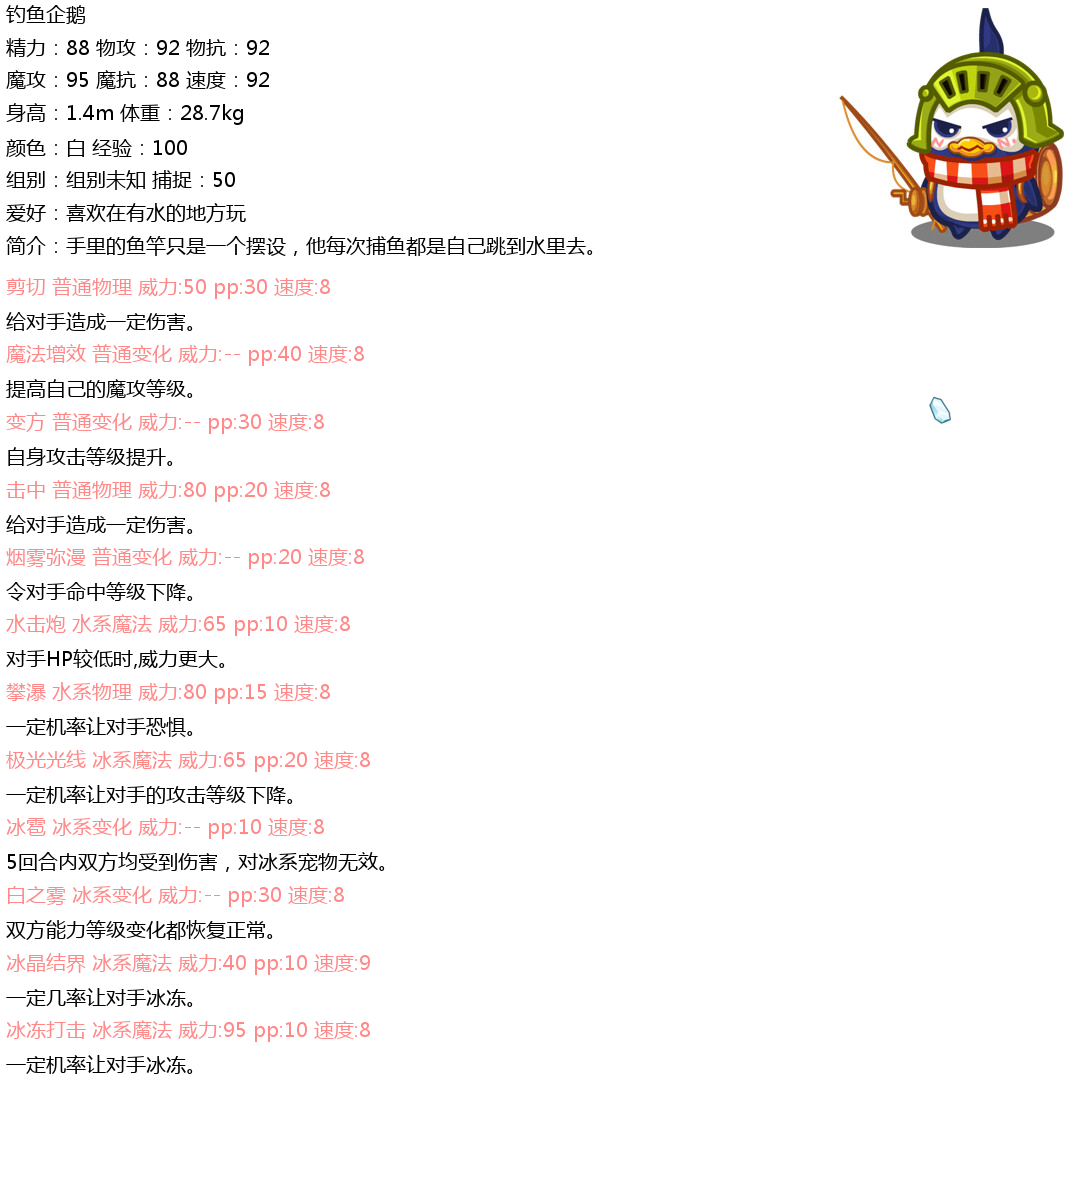 钓鱼企鹅
精力：88 物攻：92 物抗：92
魔攻：95 魔抗：88 速度：92
身高：1.4m 体重：28.7kg
颜色：白 经验：100
组别：组别未知 捕捉：50
爱好：喜欢在有水的地方玩
简介：手里的鱼竿只是一个摆设，他每次捕鱼都是自己跳到水里去。
剪切 普通物理 威力:50 pp:30 速度:8
给对手造成一定伤害。
魔法增效 普通变化 威力:-- pp:40 速度:8
提高自己的魔攻等级。
变方 普通变化 威力:-- pp:30 速度:8
自身攻击等级提升。
击中 普通物理 威力:80 pp:20 速度:8
给对手造成一定伤害。
烟雾弥漫 普通变化 威力:-- pp:20 速度:8
令对手命中等级下降。
水击炮 水系魔法 威力:65 pp:10 速度:8
对手HP较低时,威力更大。
攀瀑 水系物理 威力:80 pp:15 速度:8
一定机率让对手恐惧。
极光光线 冰系魔法 威力:65 pp:20 速度:8
一定机率让对手的攻击等级下降。
冰雹 冰系变化 威力:-- pp:10 速度:8
5回合内双方均受到伤害，对冰系宠物无效。
白之雾 冰系变化 威力:-- pp:30 速度:8
双方能力等级变化都恢复正常。
冰晶结界 冰系魔法 威力:40 pp:10 速度:9
一定几率让对手冰冻。
冰冻打击 冰系魔法 威力:95 pp:10 速度:8
一定机率让对手冰冻。